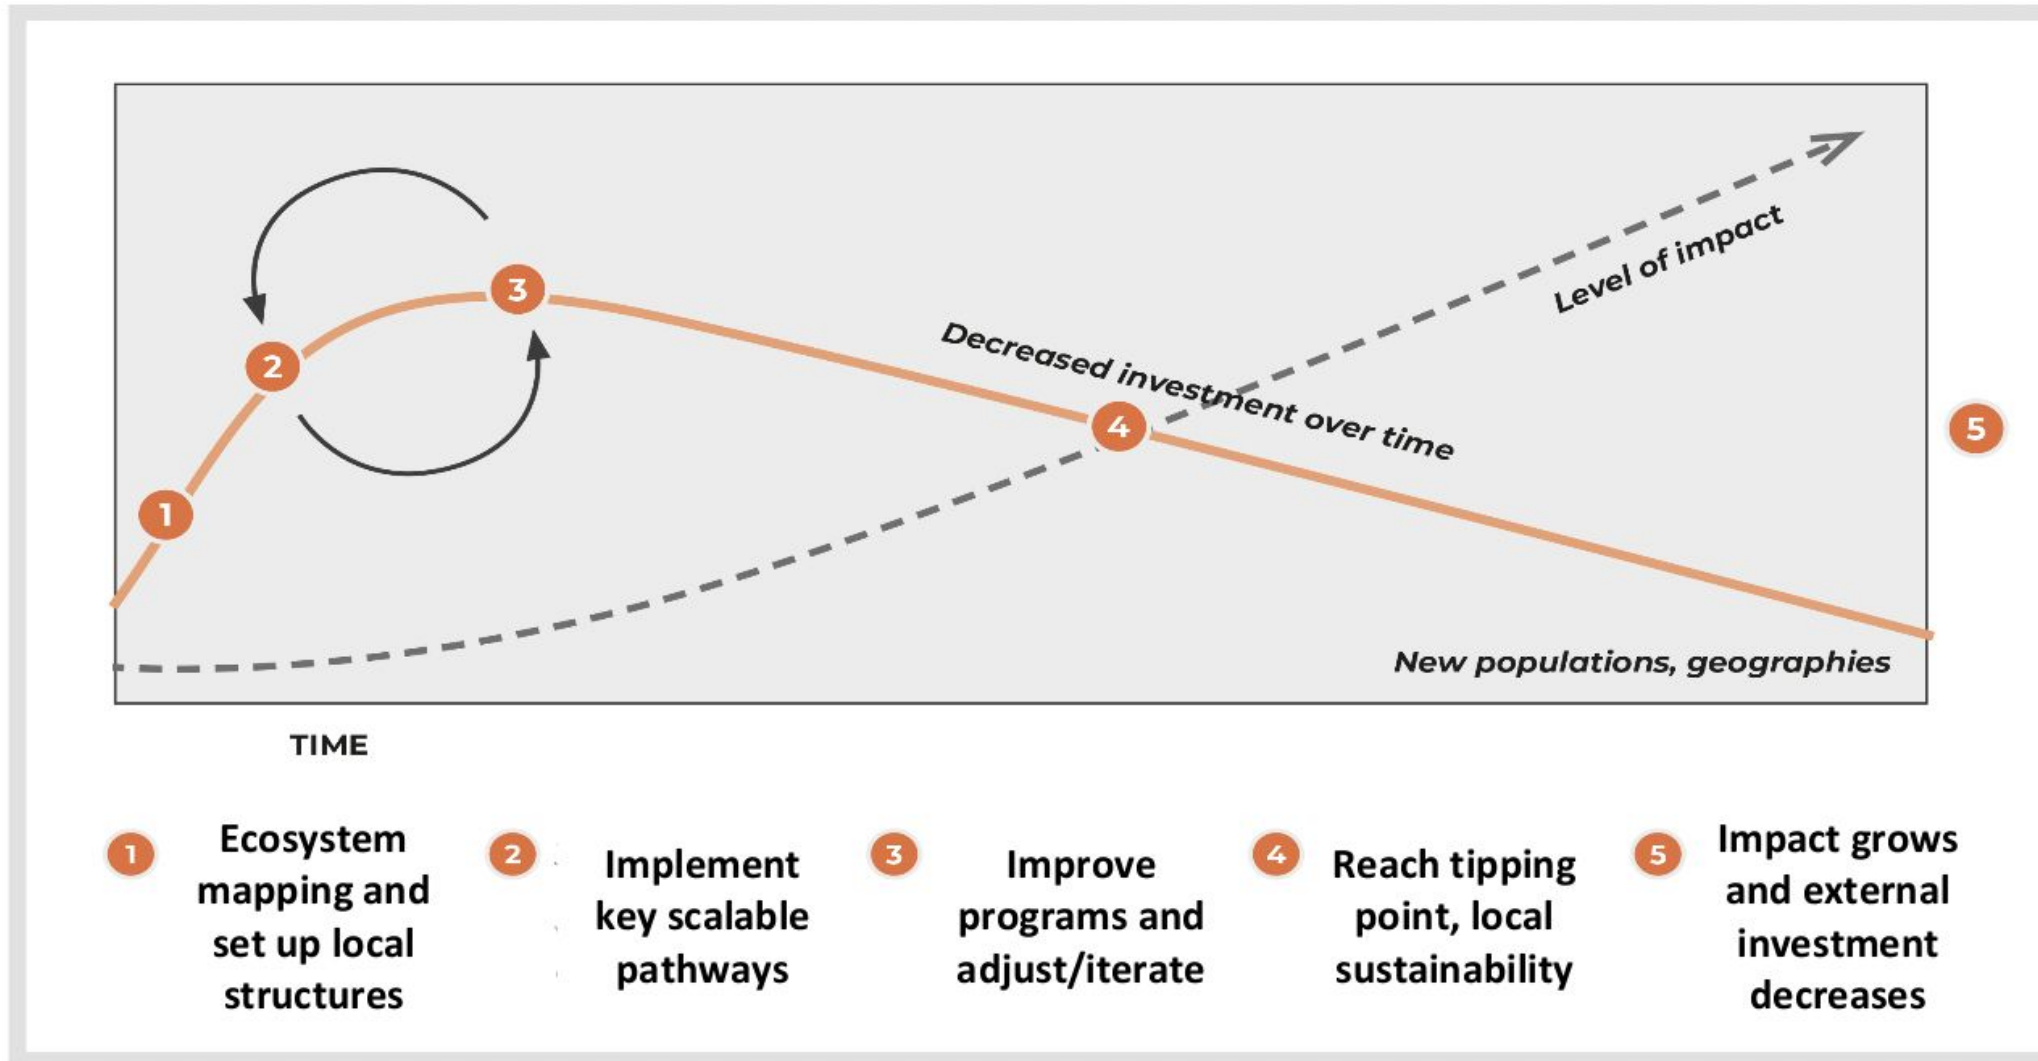 3
2
1
4
5
Decreased investment over time
Level of impact
New populations, geographies
TIME
1
Ecosystem
mapping and
set up local
structures
2
Implement
key scalable
pathways
3
Improve
programs and
adjust/iterate
4
Reach tipping
point, local
sustainability
5
Impact grows
and external
investment
decreases